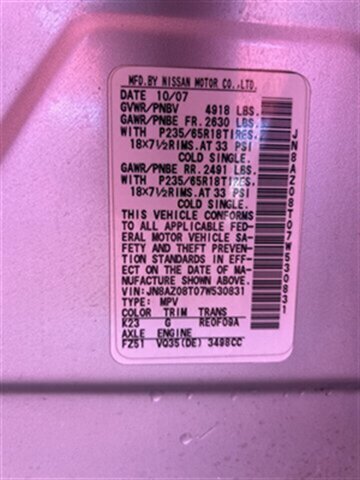 MFD.BY NISSAN MOTOR CO.,LTD.
DATE 10/07
GVWR/PNBV 4918 LBS.
GAWR/PNBE FR. 2630 LBS.
WITH P235/65R18TIRES.
18X7½RIMS.AT 33 PSI
COLD SINGLE.
GAWR/PNBE RR. 2491 LBS.
WITH P235/65R18TIRES.
18X7½RIMS.AT 33 PSI
COLD SINGLE.
THIS VEHICLE CONFORMS
TO ALL APPLICABLE FED-
ERAL MOTOR VEHICLE SA-
FETY AND THEFT PREVEN-
TION STANDARDS IN EFF-
ECT ON THE DATE OF MA-
NUFACTURE SHOWN ABOVE.
VIN:JN8AZ08T07W530831
TYPE: MPV
COLOR TRIM TRANS
K23 G RE0F09A
AXLE ENGINE
FZ51 VQ35(DE) 3498CC
JN8AZ08T07W530831